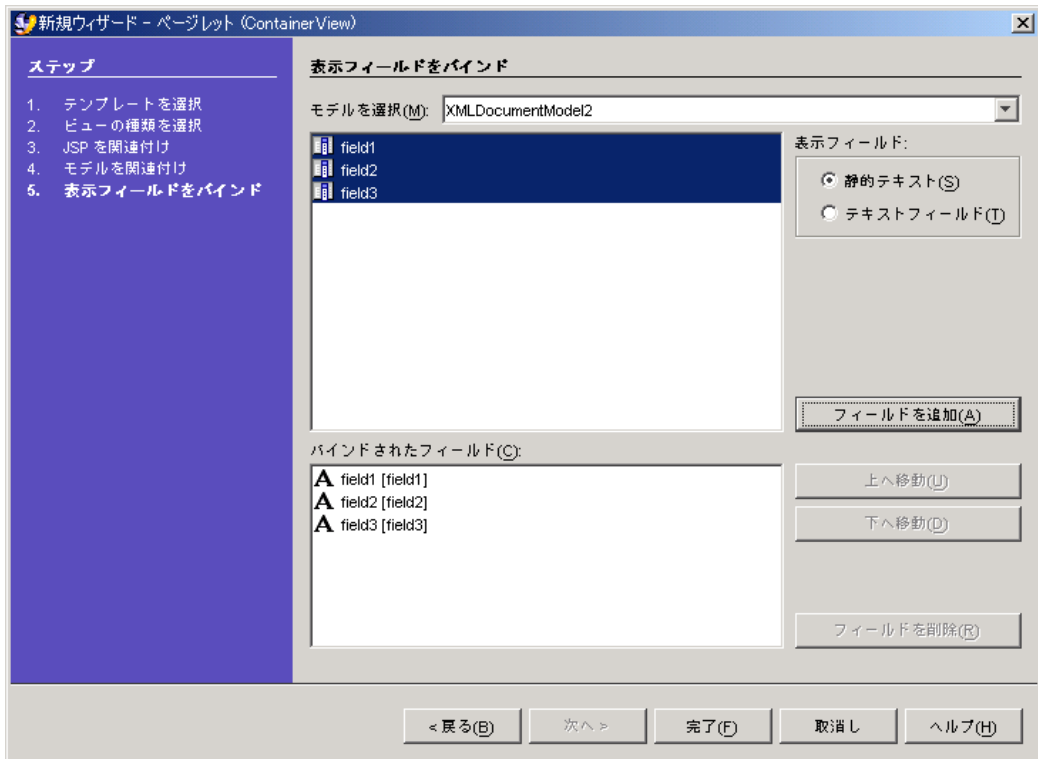 新規ウィザード - ページレット (ContainerView)
ステップ
1. テンプレートを選択
2. ビューの種類を選択
3. JSP を関連付け
4. モデルを関連付け
5. 表示フィールドをバインド
表示フィールドをバインド
モデルを選択(M): XMLDocumentModel2
field1
field2
field3
表示フィールド:
静的テキスト(S)
テキストフィールド(T)
フィールドを追加(A)
バインドされたフィールド(C):
A field1 [field1]
A field2 [field2]
A field3 [field3]
上へ移動(U)
下へ移動(D)
フィールドを削除(R)
< 戻る(B) 次へ > 完了(F) 取消し ヘルプ(H)